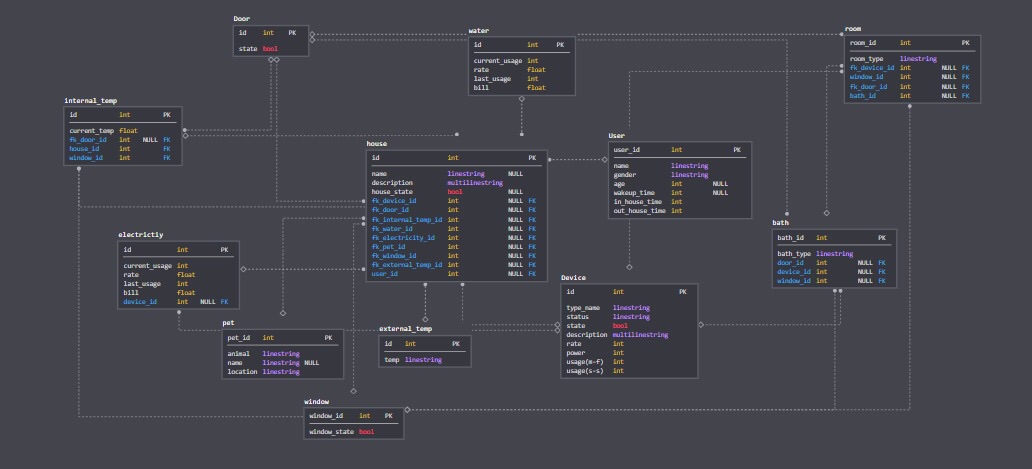 Door
id int PK
state bool
water
id int PK
current_usage int
rate float
last_usage int
bill float
room
room_id int PK
room_type linestring
fk_device_id int NULL FK
window_id int NULL FK
fk_door_id int NULL FK
bath_id int NULL FK
internal_temp
id int PK
current_temp float
fk_door_id int NULL FK
house_id int FK
window_id int FK
house
id int PK
name linestring NULL
description multilinestring
house_state bool NULL
fk_device_id int NULL FK
fk_door_id int NULL FK
fk_internal_temp_id int NULL FK
fk_water_id int NULL FK
fk_electricity_id int NULL FK
fk_pet_id int NULL FK
fk_window_id int NULL FK
fk_external_temp_id int NULL FK
user_id int NULL FK
User
user_id int PK
name linestring
gender linestring
age int NULL
wakeup_time int NULL
in_house_time int
out_house_time int
bath
bath_id int PK
bath_type linestring
door_id int NULL FK
device_id int NULL FK
window_id int NULL FK
electrictiy
id int PK
current_usage int
rate float
last_usage int
bill float
device_id int NULL FK
Device
id int PK
type_name linestring
status linestring
state bool
description multilinestring
rate int
power int
usage(m-f) int
usage(s-s) int
pet
pet_id int PK
animal linestring
name linestring NULL
location linestring
external_temp
id int PK
temp linestring
window
window_id int PK
window_state bool